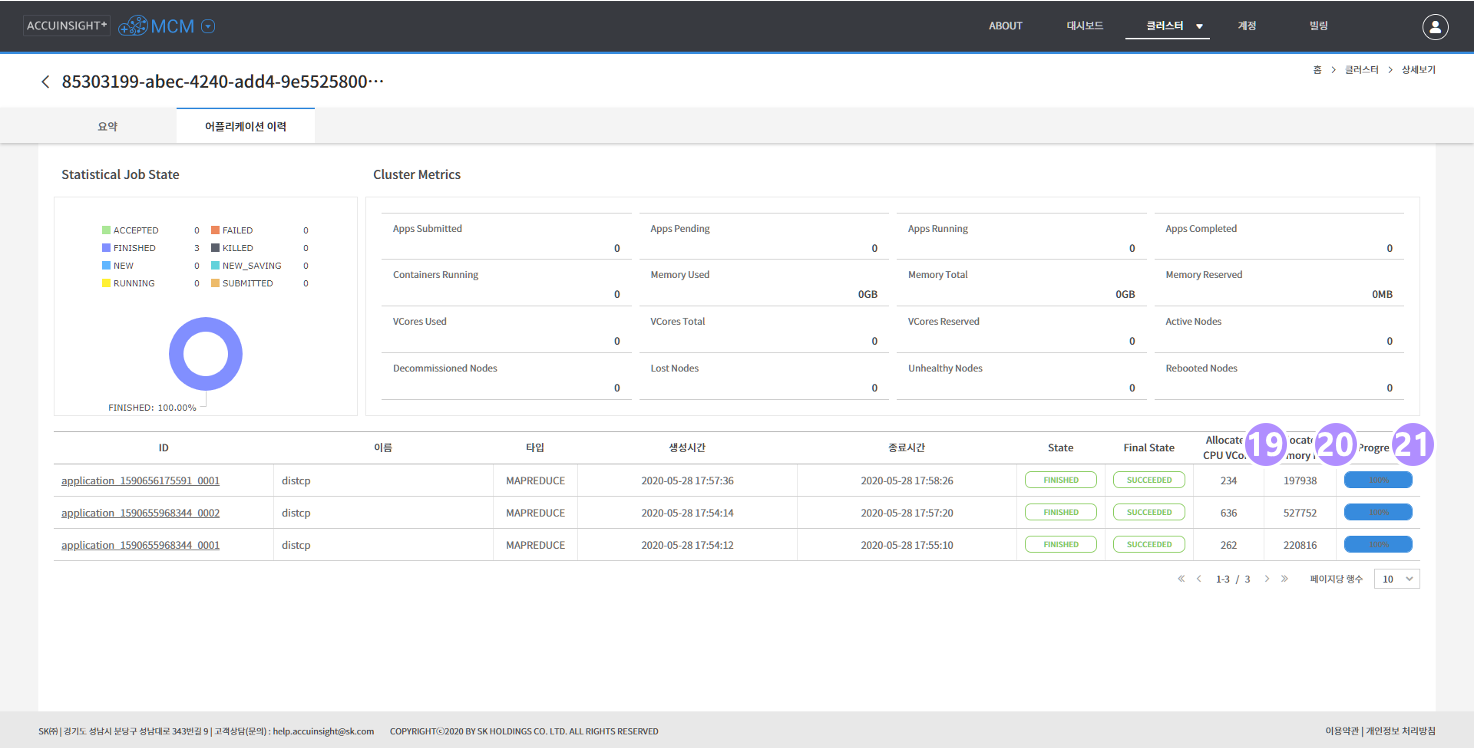 ACCUINSIGHT+ MCM ABOUT 대시보드 클러스터 계정 빌링
85303199-abec-4240-add4-9e5525800… 홈 > 클러스터 > 상세보기
요약 어플리케이션 이력
Statistical Job State Cluster Metrics
ACCEPTED 0 FAILED 0
FINISHED 3 KILLED 0
NEW 0 NEW_SAVING 0
RUNNING 0 SUBMITTED 0
FINISHED: 100.00%
Apps Submitted Apps Pending Apps Running Apps Completed
0 0 0 0
Containers Running Memory Used Memory Total Memory Reserved
0 0GB 0GB 0MB
VCores Used VCores Total VCores Reserved Active Nodes
0 0 0 0
Decommissioned Nodes Lost Nodes Unhealthy Nodes Rebooted Nodes
0 0 0 0
ID 이름 타입 생성시간 종료시간 State Final State CPU 19 20 21
application_1590656175591_0001 distcp MAPREDUCE 2020-05-28 17:57:36 2020-05-28 17:58:26 FINISHED SUCCEEDED 234 197938 100%
application_1590655968344_0002 distcp MAPREDUCE 2020-05-28 17:54:14 2020-05-28 17:57:20 FINISHED SUCCEEDED 636 527752 100%
application_1590655968344_0001 distcp MAPREDUCE 2020-05-28 17:54:12 2020-05-28 17:55:10 FINISHED SUCCEEDED 262 220816 100%
1-3 / 3 페이지당 행수 10
SK㈜ | 경기도 성남시 분당구 성남대로 343번길 9 | 고객상담(문의) : help.accuinsight@sk.com COPYRIGHTⓒ2020 BY SK HOLDINGS CO. LTD. ALL RIGHTS RESERVED 이용약관 | 개인정보 처리방침